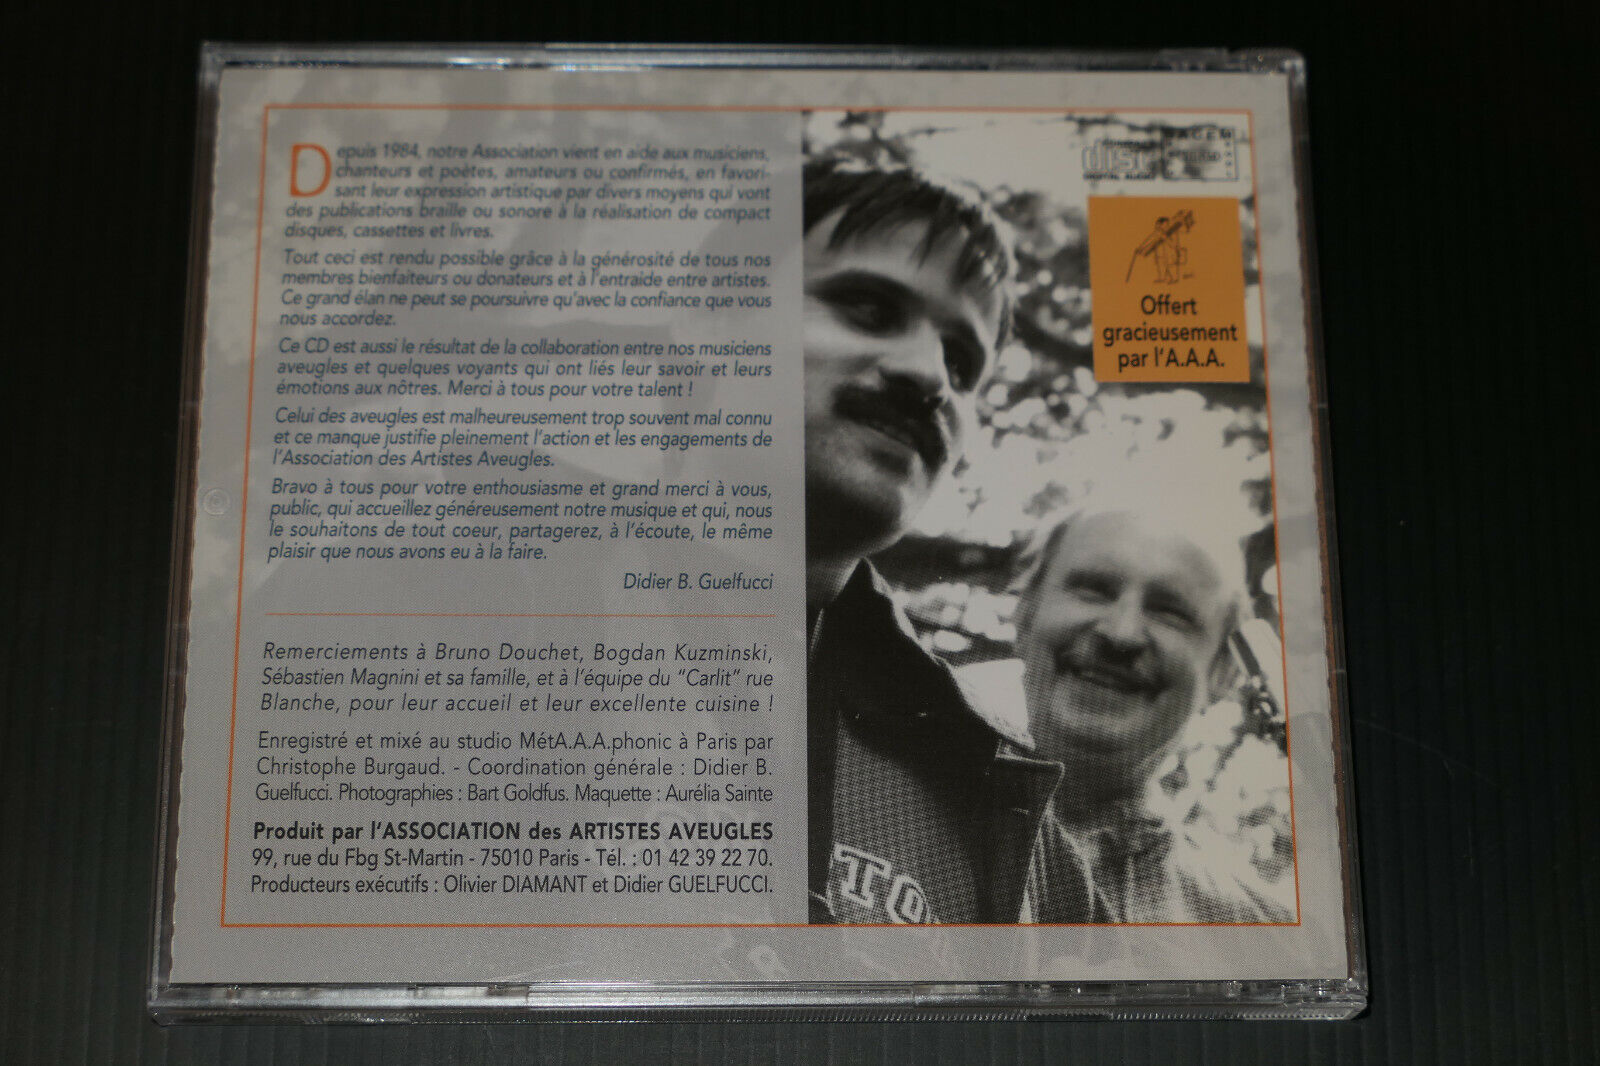 Depuis 1984, notre Association vient en aide aux musiciens,
chanteurs et poètes, amateurs ou confirmés, en favori-
sant leur expression artistique par divers moyens qui vont
des publications braille ou sonore à la réalisation de compact
disques, cassettes et livres.
Tout ceci est rendu possible grâce à la générosité de tous nos
membres bienfaiteurs ou donateurs et à l'entraide entre artistes.
Ce grand élan ne peut se poursuivre qu'avec la confiance que vous
nous accordez.
Ce CD est aussi le résultat de la collaboration entre nos musiciens
aveugles et quelques voyants qui ont liés leur savoir et leurs
émotions aux nôtres. Merci à tous pour votre talent !
Celui des aveugles est malheureusement trop souvent mal connu
et ce manque justifie pleinement l'action et les engagements de
l'Association des Artistes Aveugles.
Bravo à tous pour votre enthousiasme et grand merci à vous,
public, qui accueillez généreusement notre musique et qui, nous
le souhaitons de tout coeur, partagerez, à l'écoute, le même
plaisir que nous avons eu à la faire.
Didier B. Guelfucci
Remerciements à Bruno Douchet, Bogdan Kuzminski,
Sébastien Magnini et sa famille, et à l'équipe du "Carlit" rue
Blanche, pour leur accueil et leur excellente cuisine !
Enregistré et mixé au studio MétA.A.A.phonic à Paris par
Christophe Burgaud. - Coordination générale : Didier B.
Guelfucci. Photographies : Bart Goldfus. Maquette : Aurélia Sainte
Produit par l'ASSOCIATION des ARTISTES AVEUGLES
99, rue du Fbg St-Martin - 75010 Paris - Tél. : 01 42 39 22 70.
Producteurs exécutifs : Olivier DIAMANT et Didier GUELFUCCI.
disc
DIGITAL AUDIO
SACEM
Offert
gracieusement
par l'A.A.A.
TO